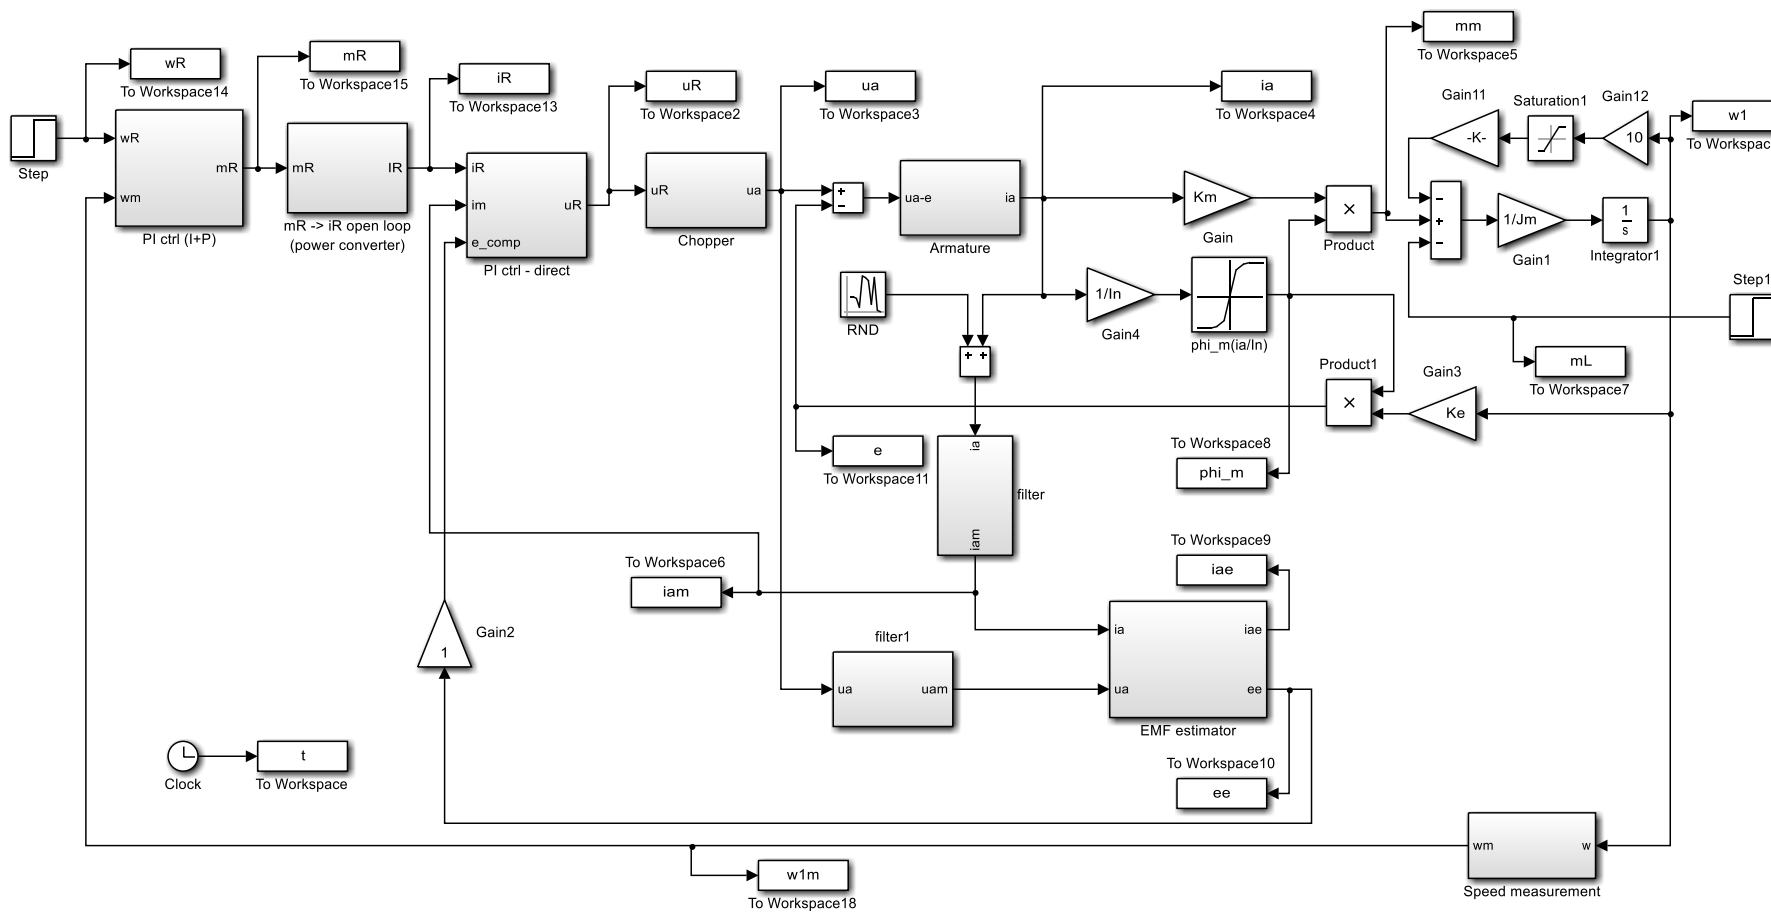 wR
To Workspace14
mR
To Workspace15
iR
To Workspace13
uR
To Workspace2
ua
To Workspace3
ia
To Workspace4
mm
To Workspace5
Step
wR
wm
mR
PI ctrl (I+P)
mR
IR
mR -> iR open loop
(power converter)
iR
im
e_comp
uR
PI ctrl - direct
uR
ua
Chopper
+
−
ua-e
ia
Armature
Km
Gain
×
Product
Gain11
-K-
Saturation1
Gain12
10
w1
To Workspac
−
+
−
1/Jm
Gain1
1
s
Integrator1
Step1
RND
+ +
1/In
Gain4
phi_m(ia/In)
mL
To Workspace7
Product1
×
Gain3
Ke
e
To Workspace11
ia
iam
filter
To Workspace8
phi_m
To Workspace6
iam
To Workspace9
iae
Gain2
1
filter1
ua
uam
ia
ua
iae
ee
EMF estimator
To Workspace10
ee
Clock
t
To Workspace
wm
w
Speed measurement
w1m
To Workspace18